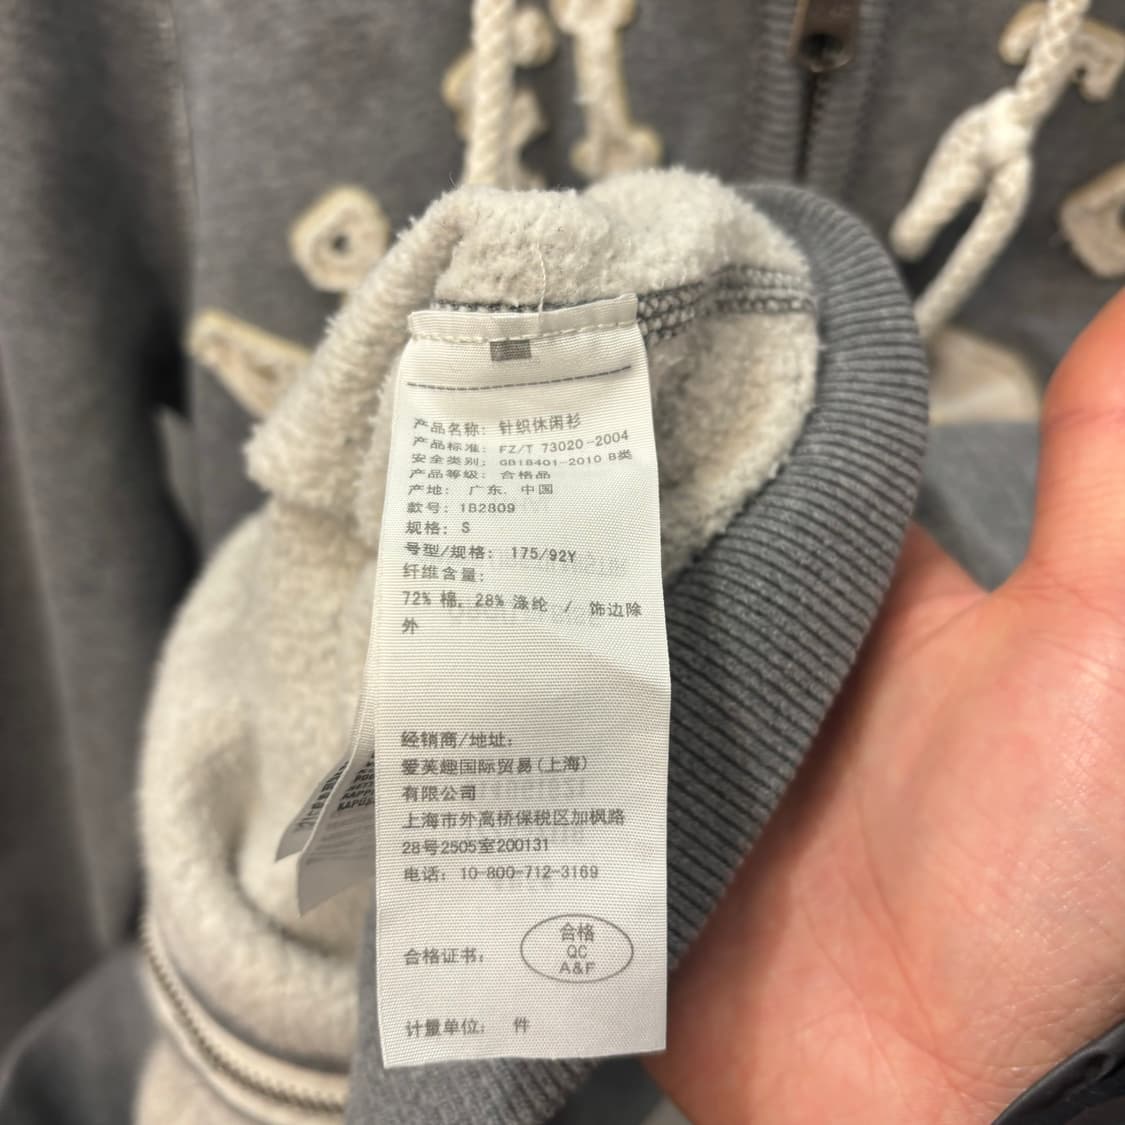 产品名称: 针织休闲衫
产品标准: FZ/T 73020-2004
安全类别: GB18401-2010 B类
产品等级: 合格品
产地: 广东, 中国
款号: 182809
规格: S
号型/规格: 175/92Y
纤维含量:
72% 棉, 28% 涤纶 / 饰边除
外
经销商/地址:
爱芙趣国际贸易(上海)
有限公司
上海市外高桥保税区加枫路
28号2505室200131
电话: 10-800-712-3169
合格证书:
合格
QC
A&F
计量单位: 件